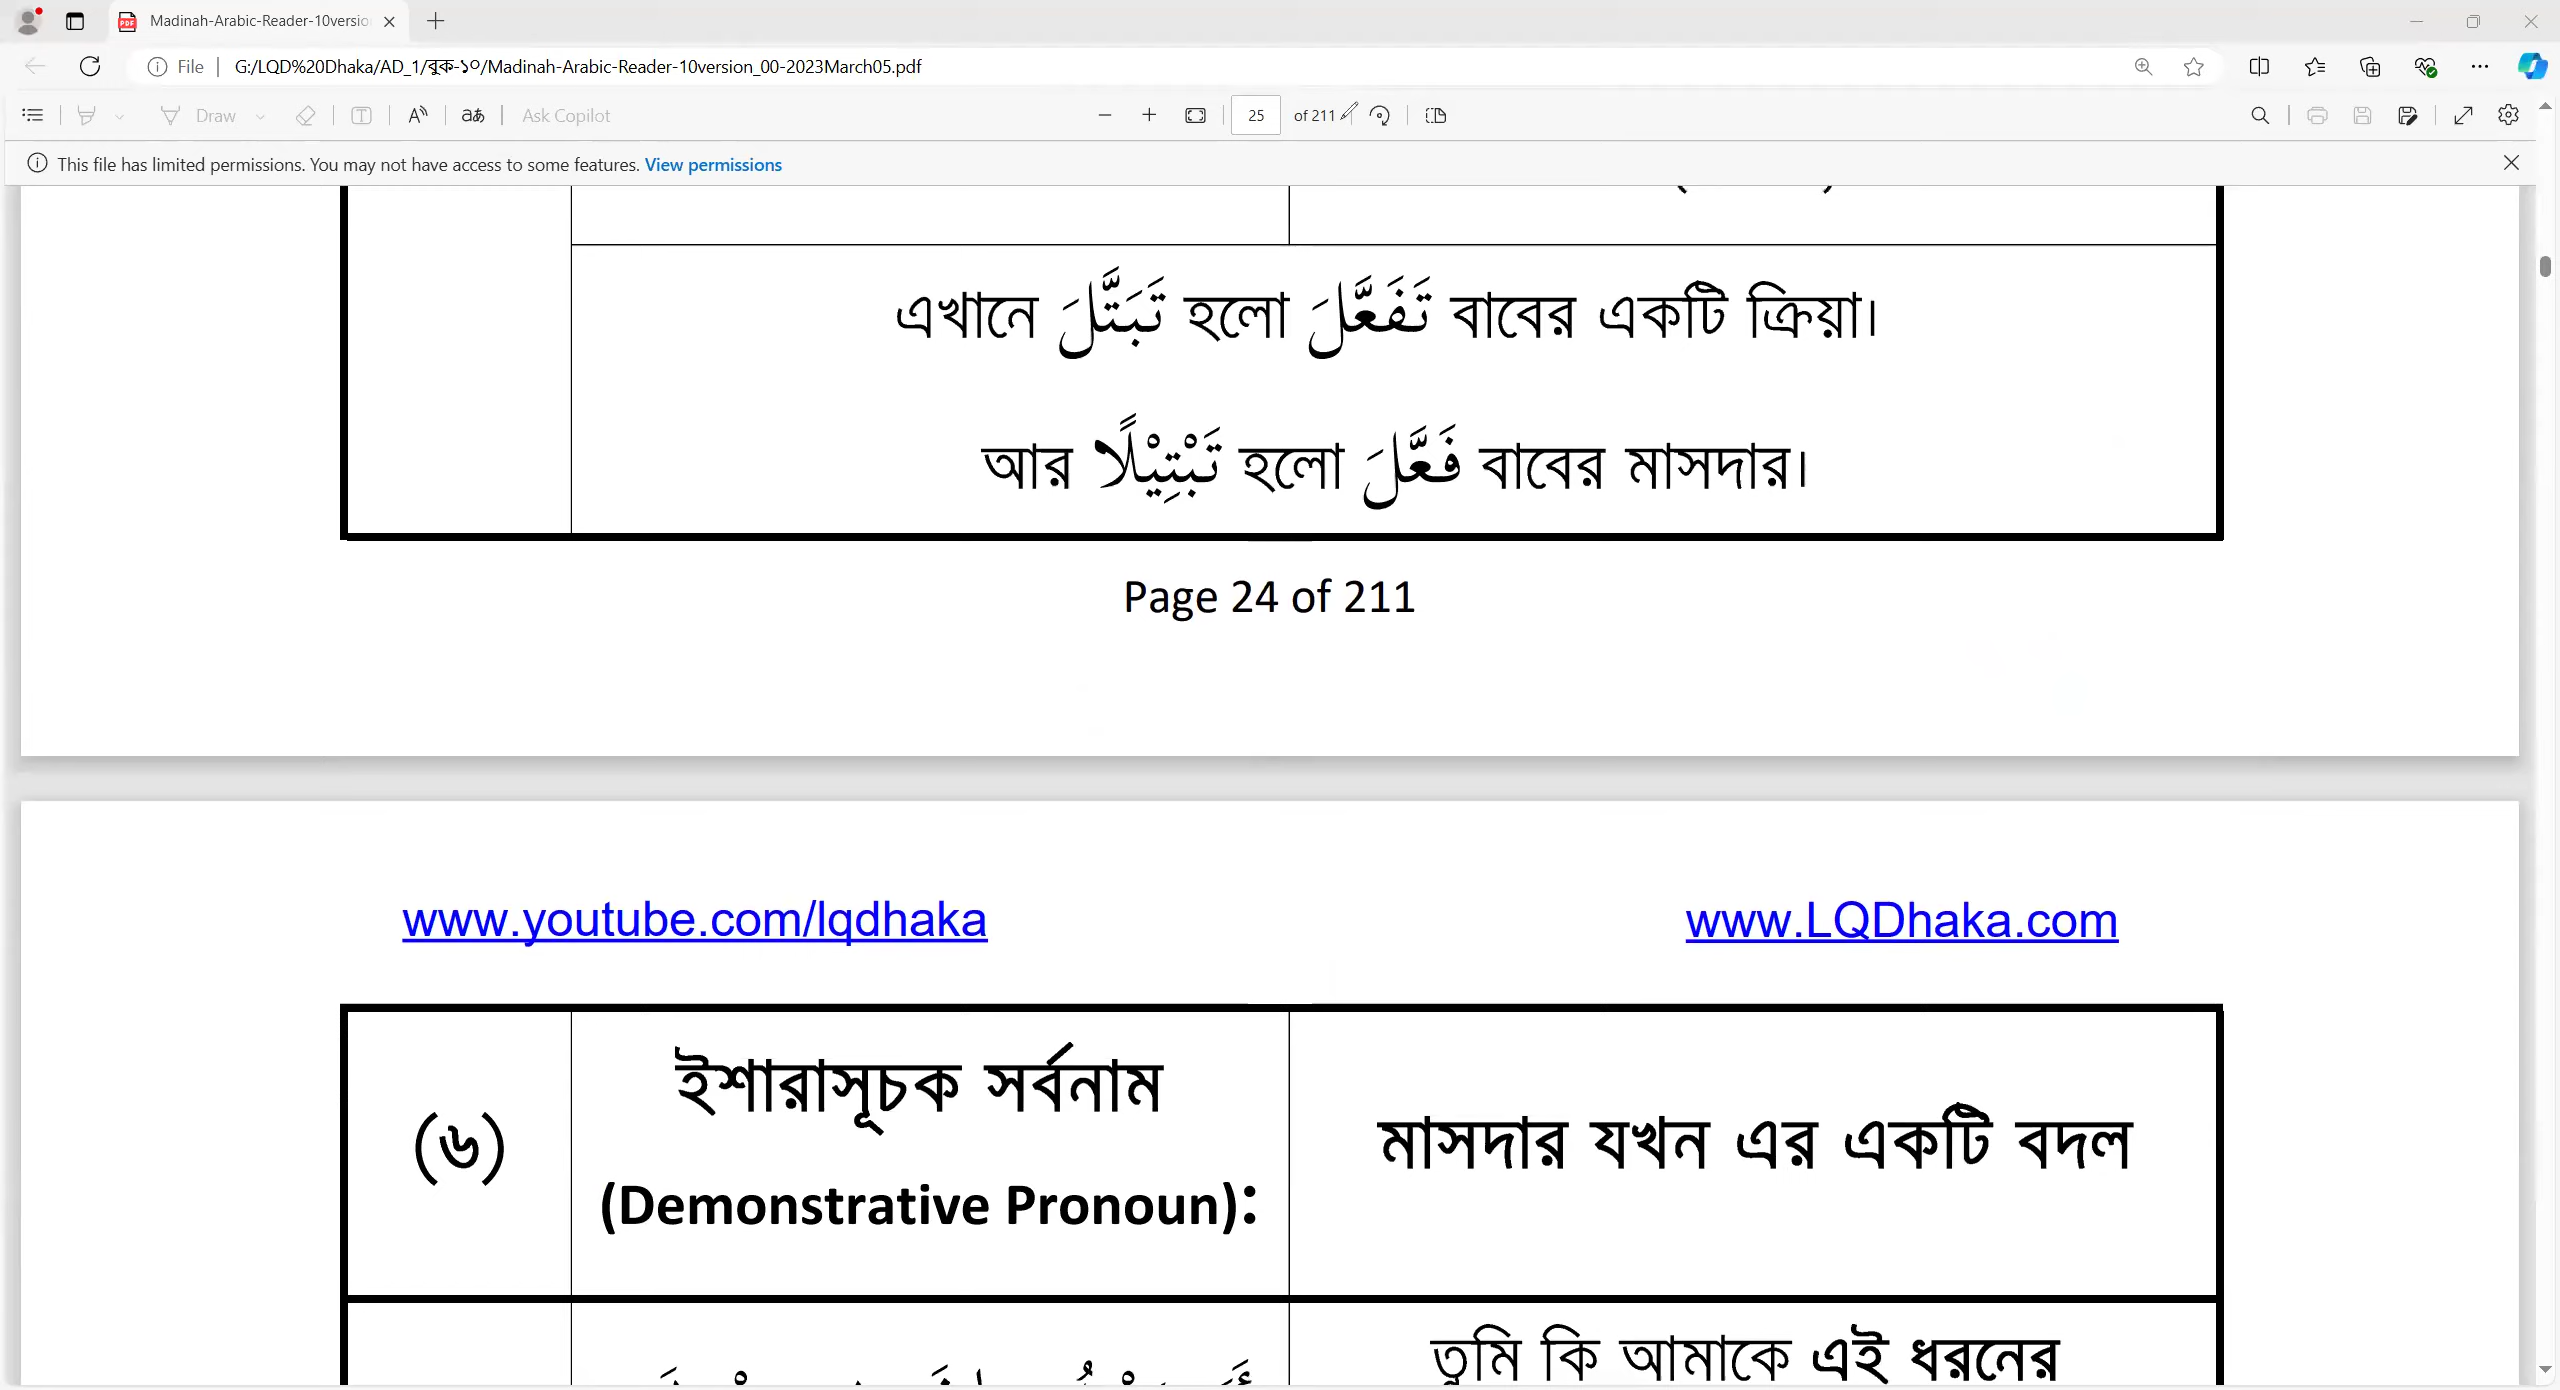 Madinah-Arabic-Reader-10versio
File G:/LQD%20Dhaka/AD_1/বুক-১০/Madinah-Arabic-Reader-10version_00-2023March05.pdf
Draw aあ Ask Copilot 25 of 211
This file has limited permissions. You may not have access to some features. View permissions
এখানে تَبَتَّلَ হলো تَفَعَّلَ বাবের একটি ক্রিয়া।
আর تَبْتِيْلًا হলো فَعَّلَ বাবের মাসদার।
Page 24 of 211
www.youtube.com/lqdhaka www.LQDhaka.com
(৬)
ইশারাসূচক সর্বনাম
(Demonstrative Pronoun):
মাসদার যখন এর একটি বদল
তুমি কি আমাকে এই ধরনের